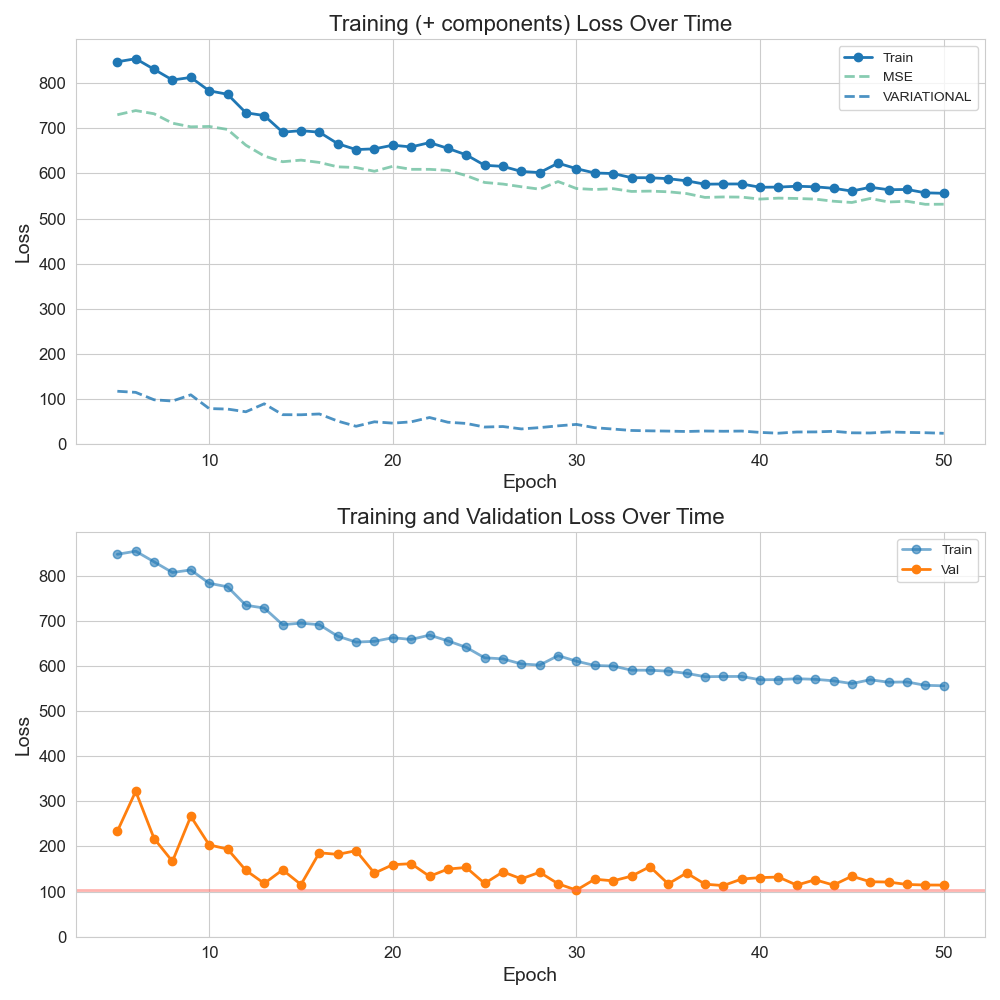 Training (+ components) Loss Over Time
Train
MSE
VARIATIONAL
Loss
800
700
600
500
400
300
200
100
0
10
20
30
40
50
Epoch
Training and Validation Loss Over Time
Train
Val
Loss
800
700
600
500
400
300
200
100
0
10
20
30
40
50
Epoch